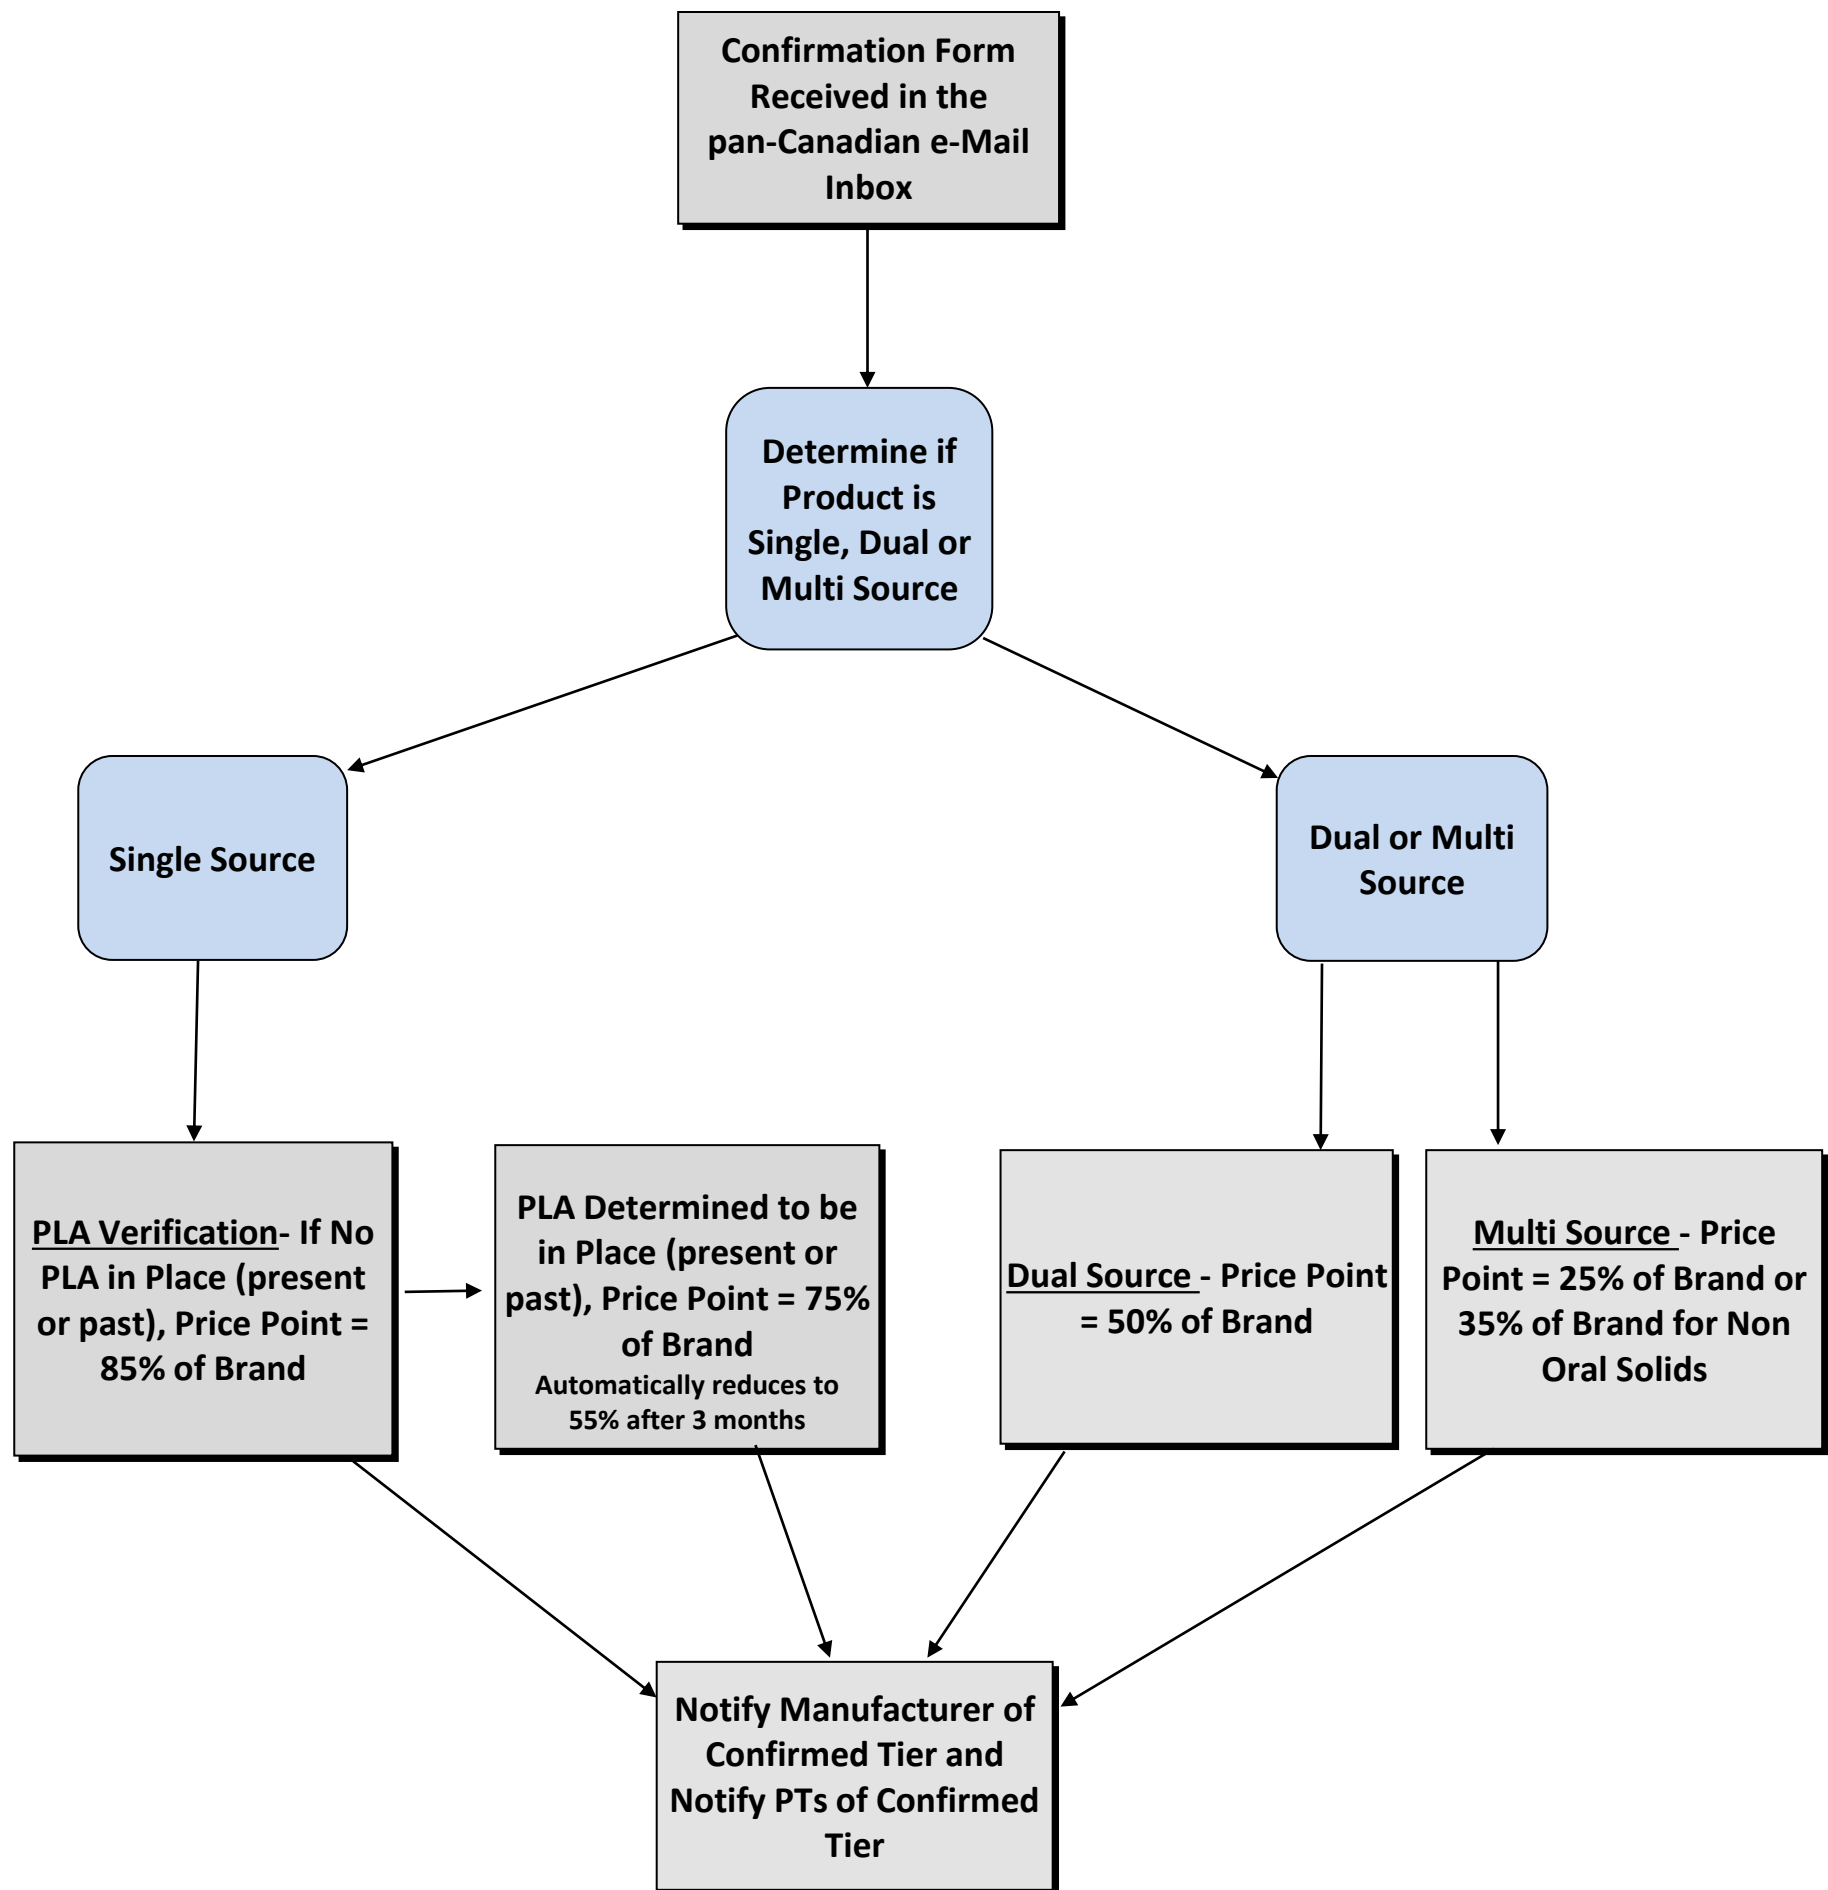 Confirmation Form
Received in the
pan-Canadian e-Mail
Inbox
Determine if
Product is
Single, Dual or
Multi Source
Single Source
Dual or Multi
Source
PLA Verification- If No
PLA in Place (present
or past), Price Point =
85% of Brand
PLA Determined to be
in Place (present or
past), Price Point = 75%
of Brand
Automatically reduces to
55% after 3 months
Dual Source - Price Point
= 50% of Brand
Multi Source - Price
Point = 25% of Brand or
35% of Brand for Non
Oral Solids
Notify Manufacturer of
Confirmed Tier and
Notify PTs of Confirmed
Tier